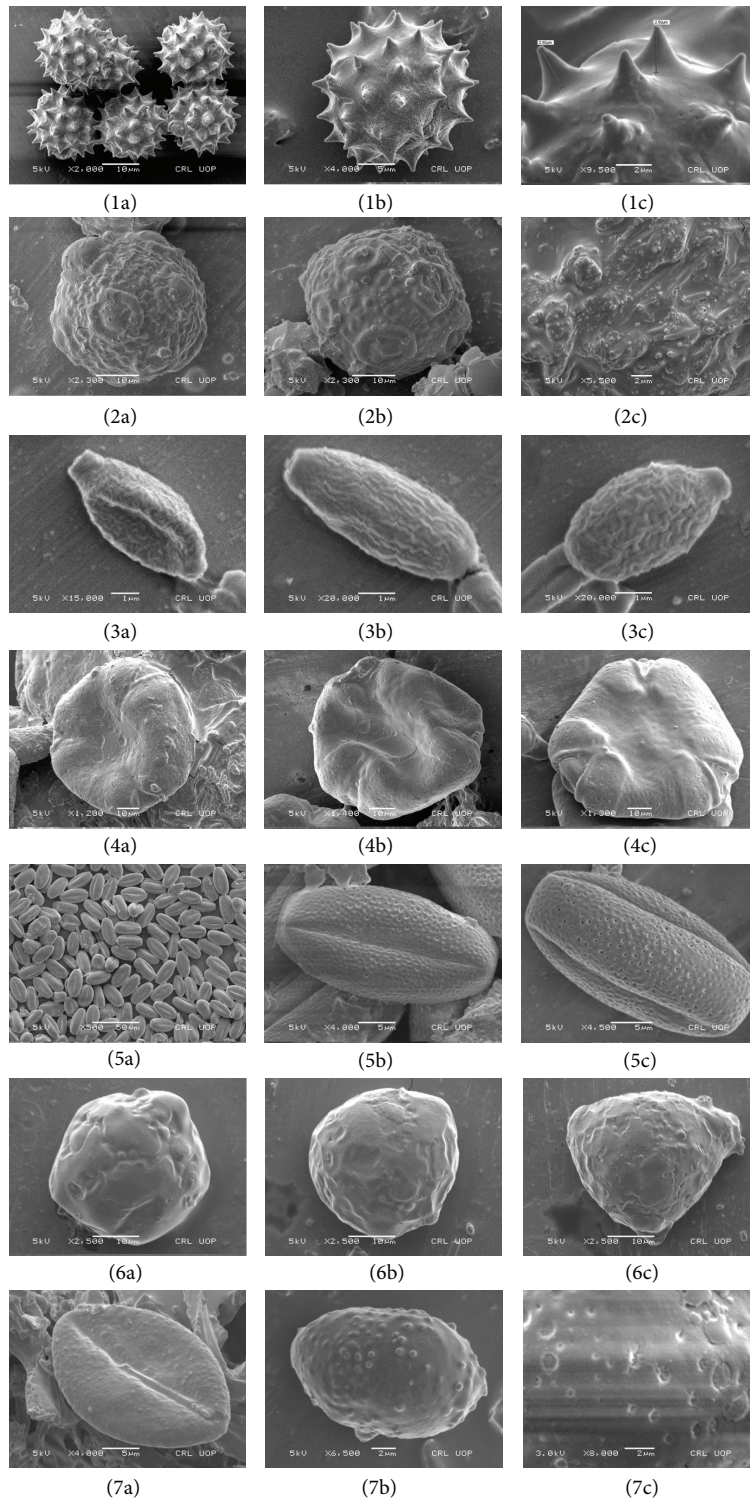 5kV X2,000 10µm CRL UOP
(1a)
5kV X4,000 5µm CRL UOP
(1b)
5kV X9,500 2µm CRL UOP
(1c)
5kV X2,300 10µm CRL UOP
(2a)
5kV X2,300 10µm CRL UOP
(2b)
5kV X5,500 2µm CRL UOP
(2c)
5kV X15,000 1µm CRL UOP
(3a)
5kV X20,000 1µm CRL UOP
(3b)
5kV X20,000 1µm CRL UOP
(3c)
5kV X1,200 10µm CRL UOP
(4a)
5kV X1,400 10µm CRL UOP
(4b)
5kV X1,300 10µm CRL UOP
(4c)
5kV X500 50µm CRL UOP
(5a)
5kV X4,000 5µm CRL UOP
(5b)
5kV X4,500 5µm CRL UOP
(5c)
5kV X2,500 10µm CRL UOP
(6a)
5kV X2,500 10µm CRL UOP
(6b)
5kV X2,500 10µm CRL UOP
(6c)
5kV X4,000 5µm CRL UOP
(7a)
5kV X6,500 2µm CRL UOP
(7b)
3.0kV X8,000 2µm CRL UOP
(7c)